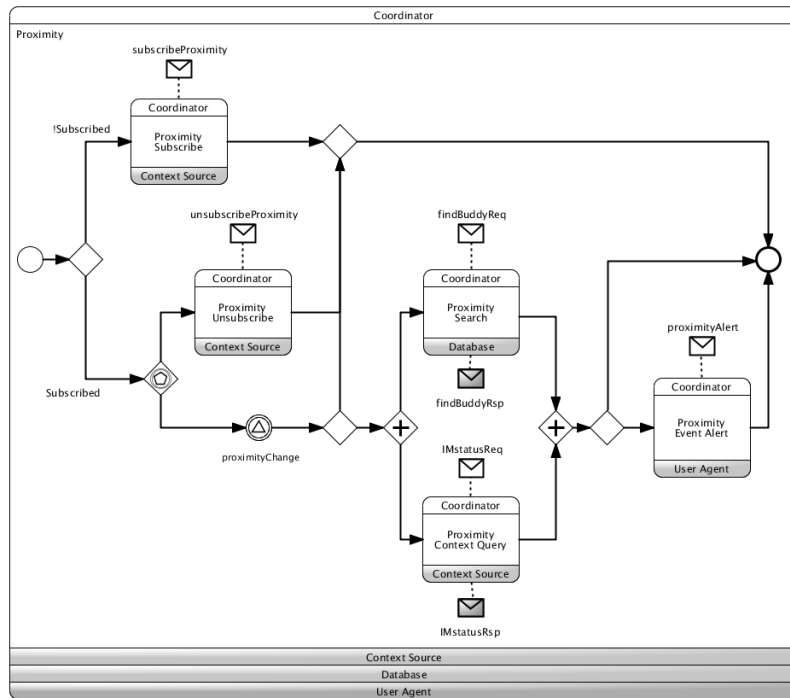 Coordinator
Proximity
subscribeProximity
Coordinator
!Subscribed
Proximity
Subscribe
Context Source
unsubscribeProximity
findBuddyReq
Coordinator
Coordinator
Proximity
Unsubscribe
Proximity
Search
Context Source
Database
proximityAlert
Subscribed
findBuddyRsp
Coordinator
Proximity
Event Alert
proximityChange
IMstatusReq
User Agent
Coordinator
Proximity
Context Query
Context Source
IMstatusRsp
Context Source
Database
User Agent